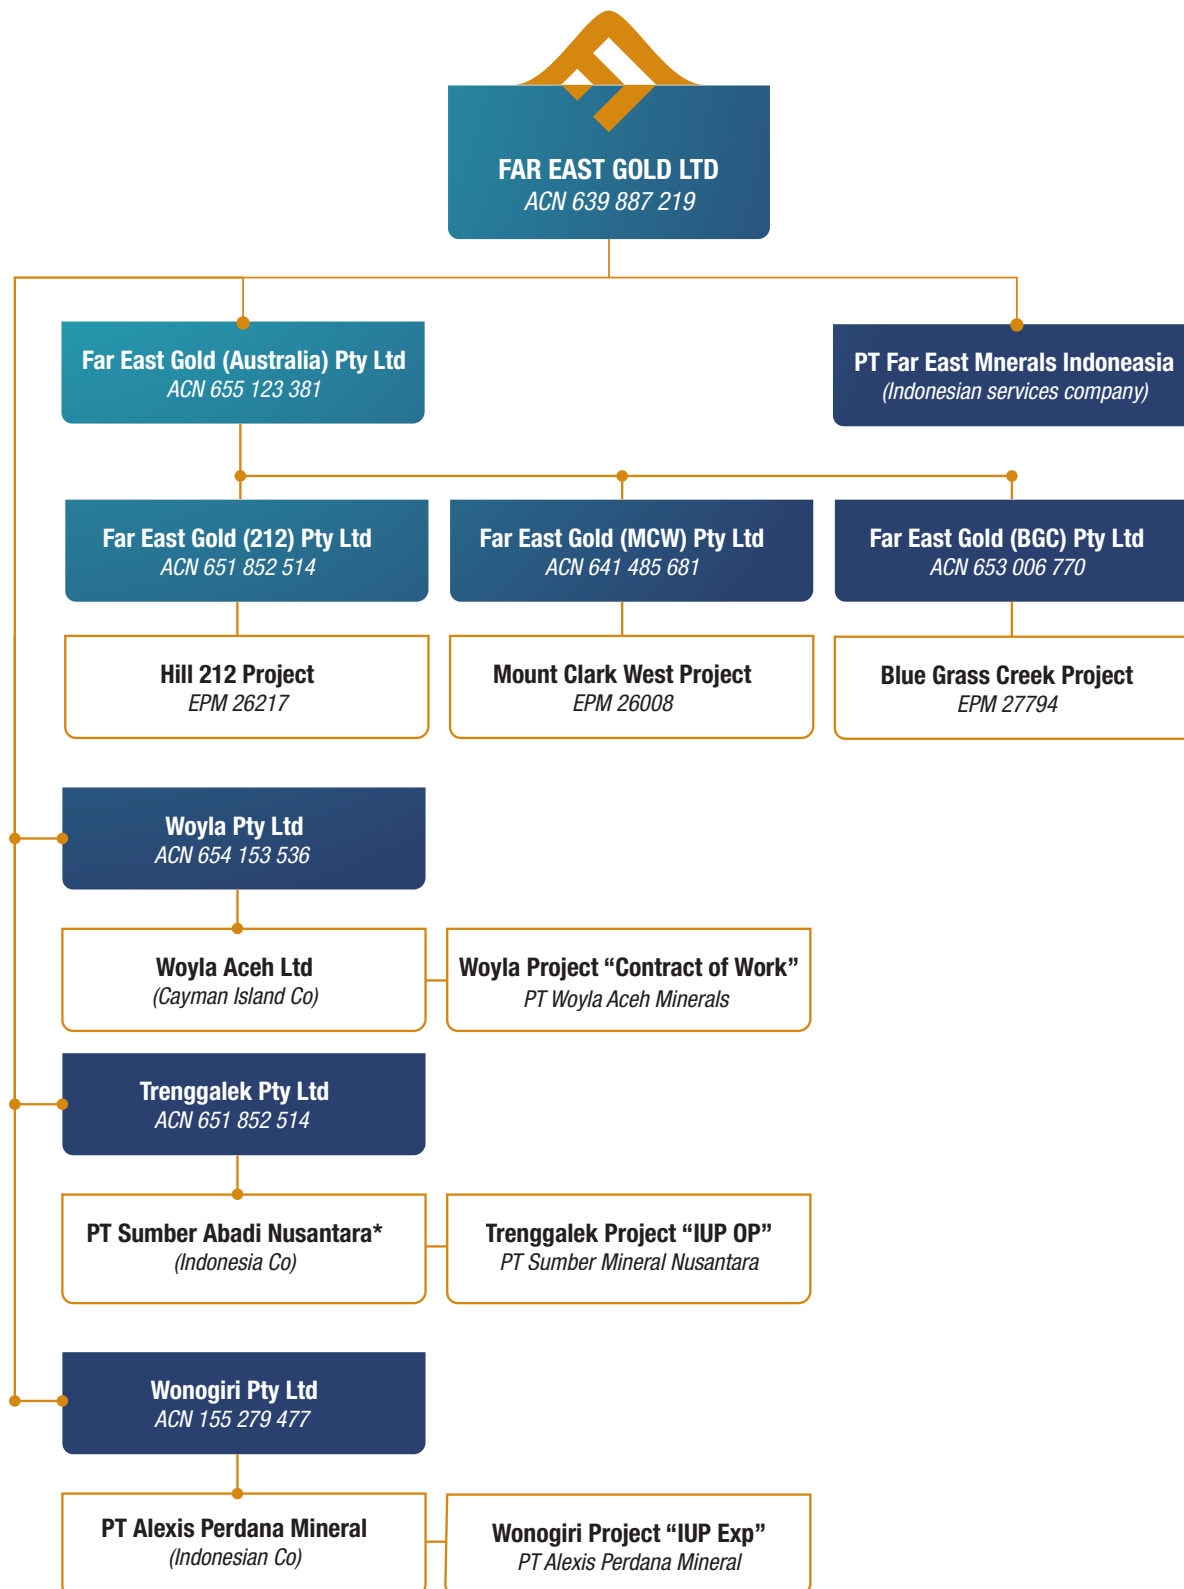 FAR EAST GOLD LTD
ACN 639 887 219
Far East Gold (Australia) Pty Ltd
ACN 655 123 381
PT Far East Mnerals Indoneasia
(Indonesian services company)
Far East Gold (212) Pty Ltd
ACN 651 852 514
Far East Gold (MCW) Pty Ltd
ACN 641 485 681
Far East Gold (BGC) Pty Ltd
ACN 653 006 770
Hill 212 Project
EPM 26217
Mount Clark West Project
EPM 26008
Blue Grass Creek Project
EPM 27794
Woyla Pty Ltd
ACN 654 153 536
Woyla Aceh Ltd
(Cayman Island Co)
Woyla Project “Contract of Work”
PT Woyla Aceh Minerals
Trenggalek Pty Ltd
ACN 651 852 514
PT Sumber Abadi Nusantara*
(Indonesia Co)
Trenggalek Project “IUP OP”
PT Sumber Mineral Nusantara
Wonogiri Pty Ltd
ACN 155 279 477
PT Alexis Perdana Mineral
(Indonesian Co)
Wonogiri Project “IUP Exp”
PT Alexis Perdana Mineral